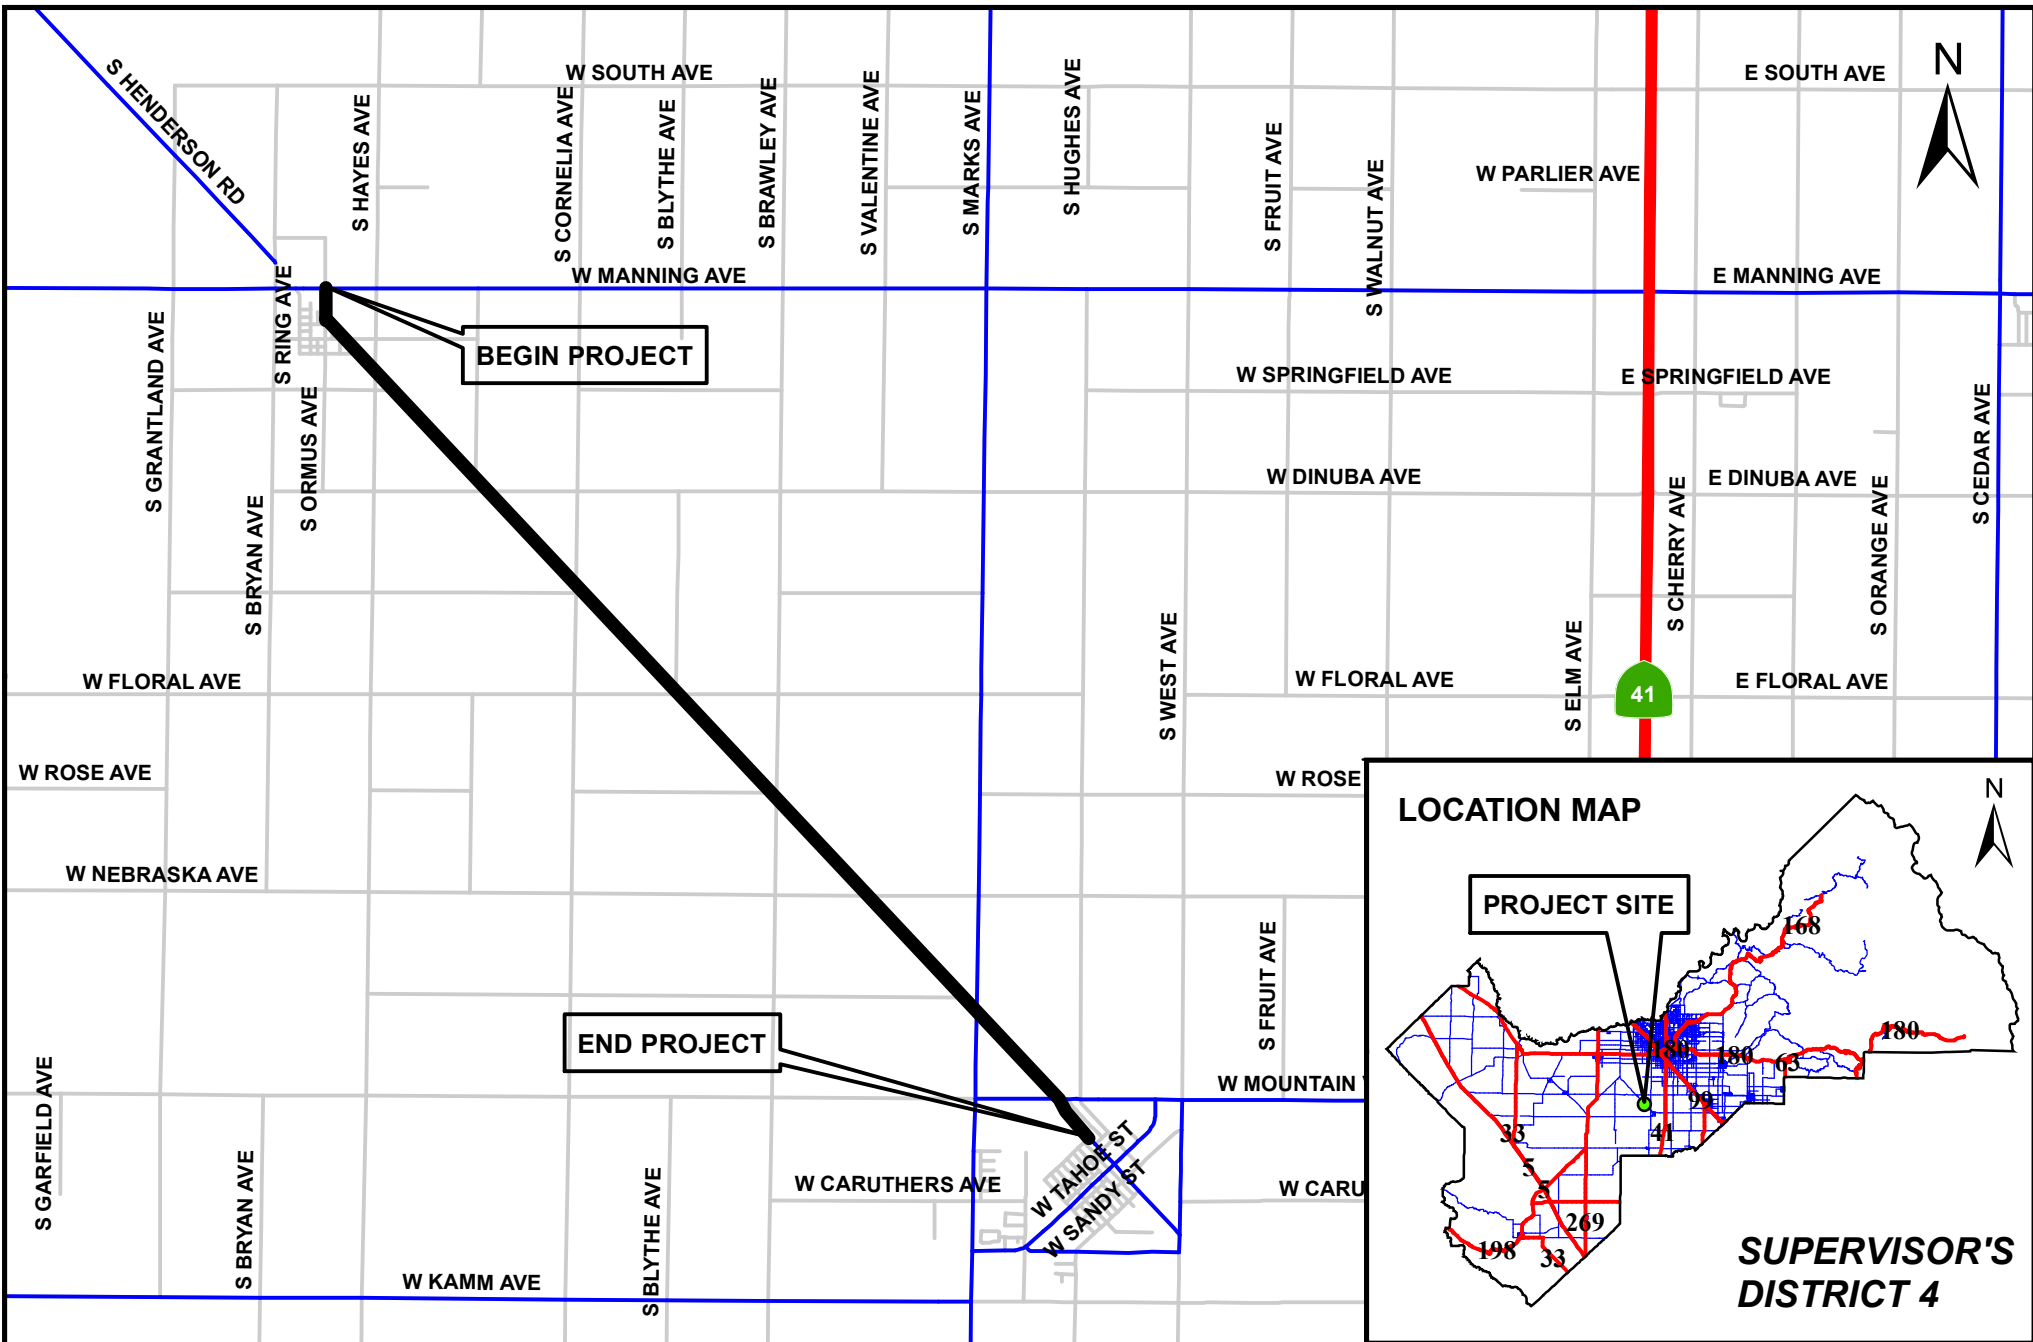 S HENDERSON RD
W SOUTH AVE
E SOUTH AVE
N
S HAYES AVE
S CORNELIA AVE
S BLYTHE AVE
S BRAWLEY AVE
S VALENTINE AVE
S MARKS AVE
S HUGHES AVE
S FRUIT AVE
S WALNUT AVE
W PARLIER AVE
W MANNING AVE
E MANNING AVE
S GRANTLAND AVE
S RING AVE
BEGIN PROJECT
W SPRINGFIELD AVE
E SPRINGFIELD AVE
S ORMUS AVE
S CEDAR AVE
W DINUBA AVE
E DINUBA AVE
S BRYAN AVE
S CHERRY AVE
S ORANGE AVE
S WEST AVE
S ELM AVE
W FLORAL AVE
W FLORAL AVE
41
E FLORAL AVE
W ROSE AVE
W ROSE
W NEBRASKA AVE
S FRUIT AVE
END PROJECT
W MOUNTAIN
S GARFIELD AVE
S BRYAN AVE
S BLYTHE AVE
W CARUTHERS AVE
W TAHOE ST
W SANDY ST
W CARU
W KAMM AVE
LOCATION MAP
N
PROJECT SITE
168
180
180
180
63
99
41
33
5
5
269
198
33
SUPERVISOR'S
DISTRICT 4